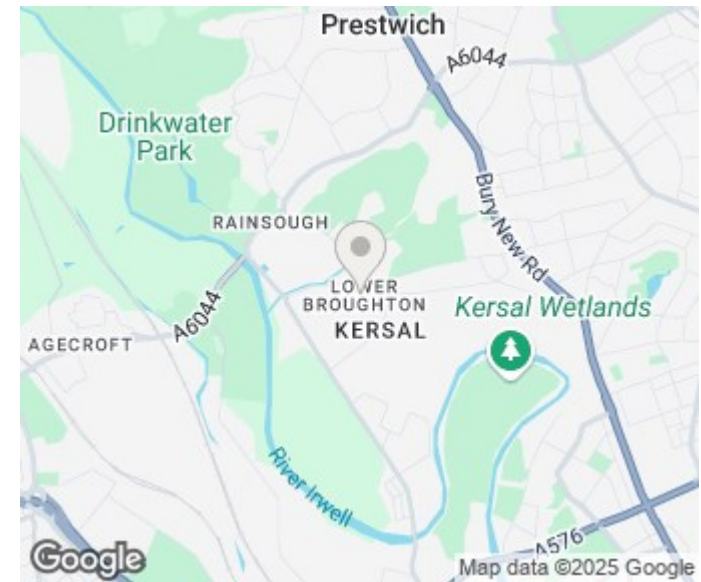 Prestwich
A6044
Drinkwater
Park
Bury New Rd
RAINSOUGH
LOWER
BROUGHTON
Kersal Wetlands
KERSAL
A6044
AGECROFT
River Irwell
A576
Google
Map data ©2025 Google